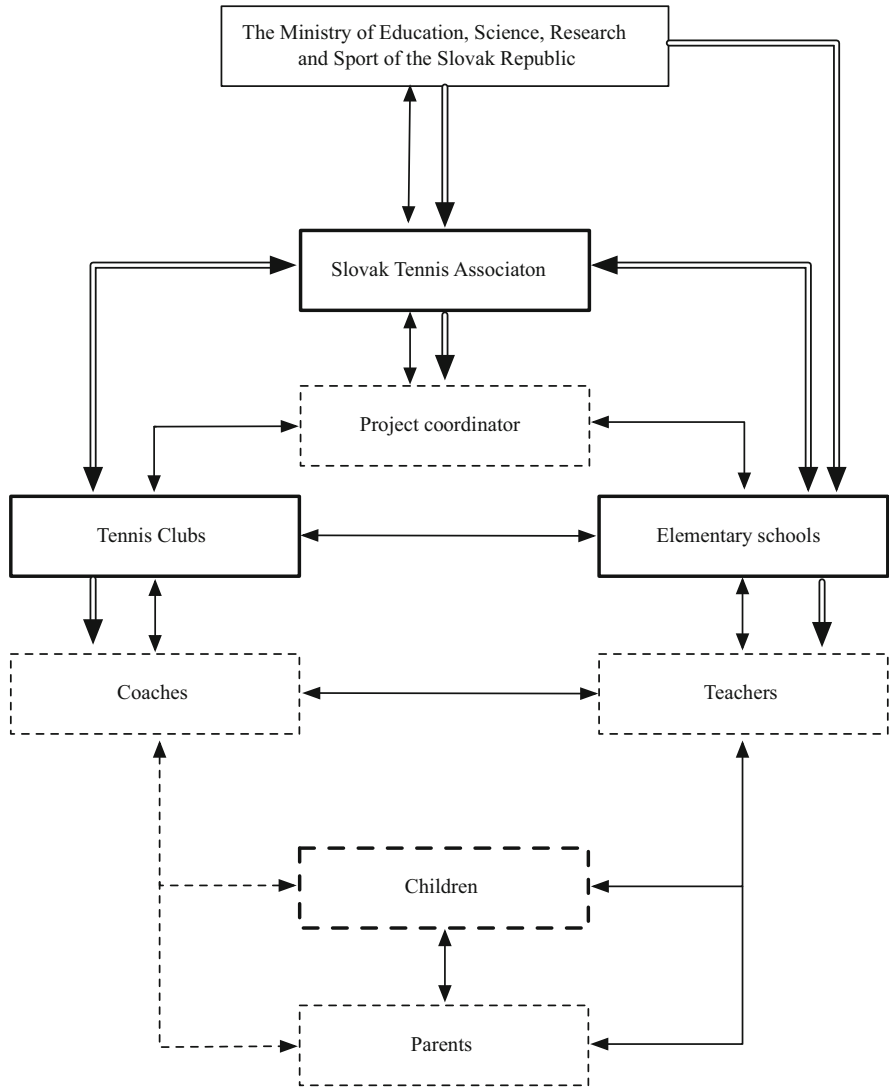 The Ministry of Education, Science, Research
and Sport of the Slovak Republic
Slovak Tennis Associaton
Project coordinator
Tennis Clubs
Elementary schools
Coaches
Teachers
Children
Parents